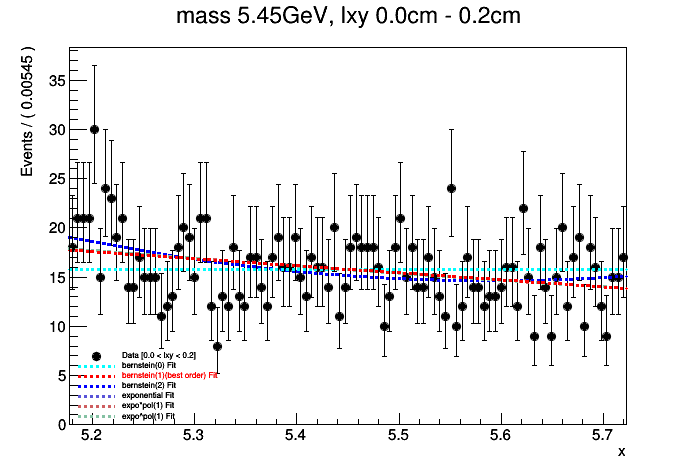 mass 5.45GeV, lxy 0.0cm - 0.2cm
Events / ( 0.00545 )
35
30
25
20
15
10
5
0
Data [0.0 < lxy < 0.2]
bernstein(0) Fit
bernstein(1)(best order) Fit
bernstein(2) Fit
exponential Fit
expo*pol(1) Fit
expo^pol(1) Fit
5.2 5.3 5.4 5.5 5.6 5.7
x